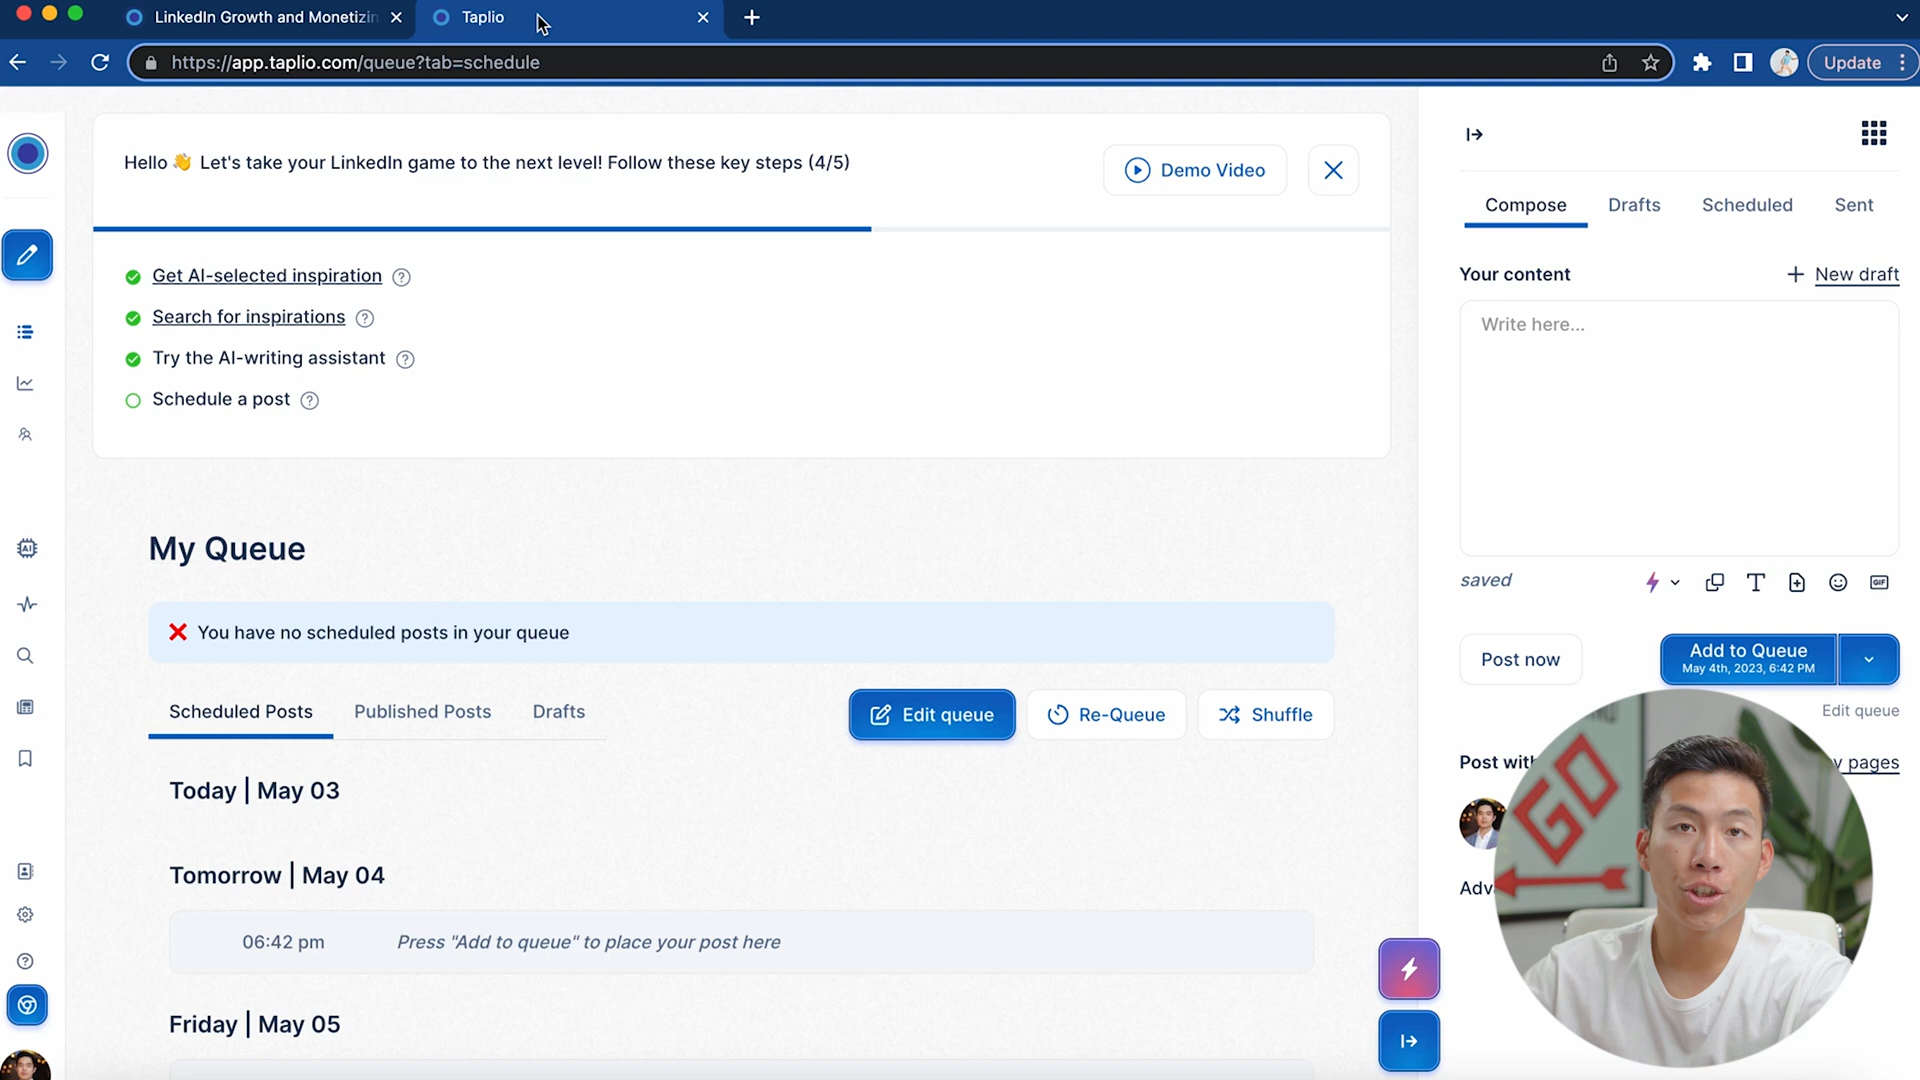 LinkedIn Growth and Monetizin
Taplio
https://app.taplio.com/queue?tab=schedule
Update
Hello 👋 Let's take your LinkedIn game to the next level! Follow these key steps (4/5)
Demo Video
Get AI-selected inspiration ?
Search for inspirations ?
Try the AI-writing assistant ?
Schedule a post ?
My Queue
❌ You have no scheduled posts in your queue
Scheduled Posts Published Posts Drafts
Edit queue Re-Queue Shuffle
Today | May 03
Tomorrow | May 04
06:42 pm Press "Add to queue" to place your post here
Friday | May 05
Compose Drafts Scheduled Sent
Your content + New draft
Write here...
saved
GIF
Post now
Add to Queue
May 4th, 2023, 6:42 PM
Edit queue
Post pages
GO
AI